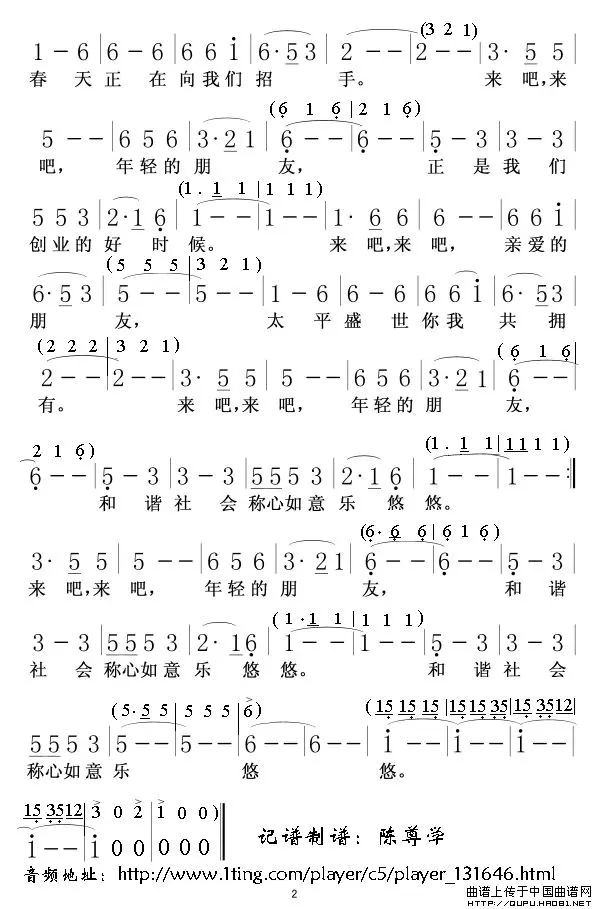 (3 2 1)
1 - 6 | 6 - 6 | 6 6 i | 6· 5 3 | 2 - - | 2 - - | 3· 5 5 |
春 天 正 在 向 我 们 招 手。 来 吧,来
(6 1 6 | 2 1 6)
5 - - | 6 5 6 | 3· 2 1 | 6 - - | 6 - - | 5 - 3 | 3 - 3 |
吧, 年轻的 朋 友, 正 是 我 们
(1. 1 1 | 1 1 1)
5 5 3 | 2· 1 6 | 1 - - | 1 - - | 1· 6 6 | 6 - - | 6 6 i |
创业的 好 时 候。 来 吧,来 吧, 亲爱的
(5 5 5 | 3 2 1)
6· 5 3 | 5 - - | 5 - - | 1 - 6 | 6 - 6 | 6 6 i | 6· 5 3 |
朋 友, 太 平 盛 世 你 我 共 拥
(2 2 2 | 3 2 1) (6 1 6
2 - - | 2 - - | 3· 5 5 | 5 - - | 6 5 6 | 3· 2 1 | 6 - - |
有。 来 吧,来 吧, 年轻的 朋 友,
2 1 6) (1. 1 1 | 1 1 1 1)
6 - - | 5 - 3 | 3 - 3 | 5 5 5 3 | 2· 1 6 | 1 - - | 1 - - :|
和 谐 社 会 称心如意 乐 悠 悠。
(6· 6 6 | 6 1 6)
3· 5 5 | 5 - - | 6 5 6 | 3· 2 1 | 6 - - | 6 - - | 5 - 3 |
来 吧,来 吧, 年轻的 朋 友, 和 谐
(1· 1 1 | 1 1 1)
3 - 3 | 5 5 5 3 | 2· 1 6 | 1 - - | 1 - - | 5 - 3 | 3 - 3 |
社 会 称心如意 乐 悠 悠。 和 谐 社 会
(5· 5 5 | 5 5 5 | 6) (15 15 15 | 15 15 35 | 15 3512
5 5 5 3 | 5 - - | 5 - - | 6 - - | 6 - - | i - - | i - - | i - - |
称心如意 乐 悠 悠。
15 3512 | 3 0 2 | 1 0 0)
i - - | i 0 0 | 0 0 0 ||
记谱制谱：陈尊学
音频地址：http://www.1ting.com/player/c5/player_131646.html
曲谱上传于中国曲谱网
HTTP://QUPU.HAO81.NET
2